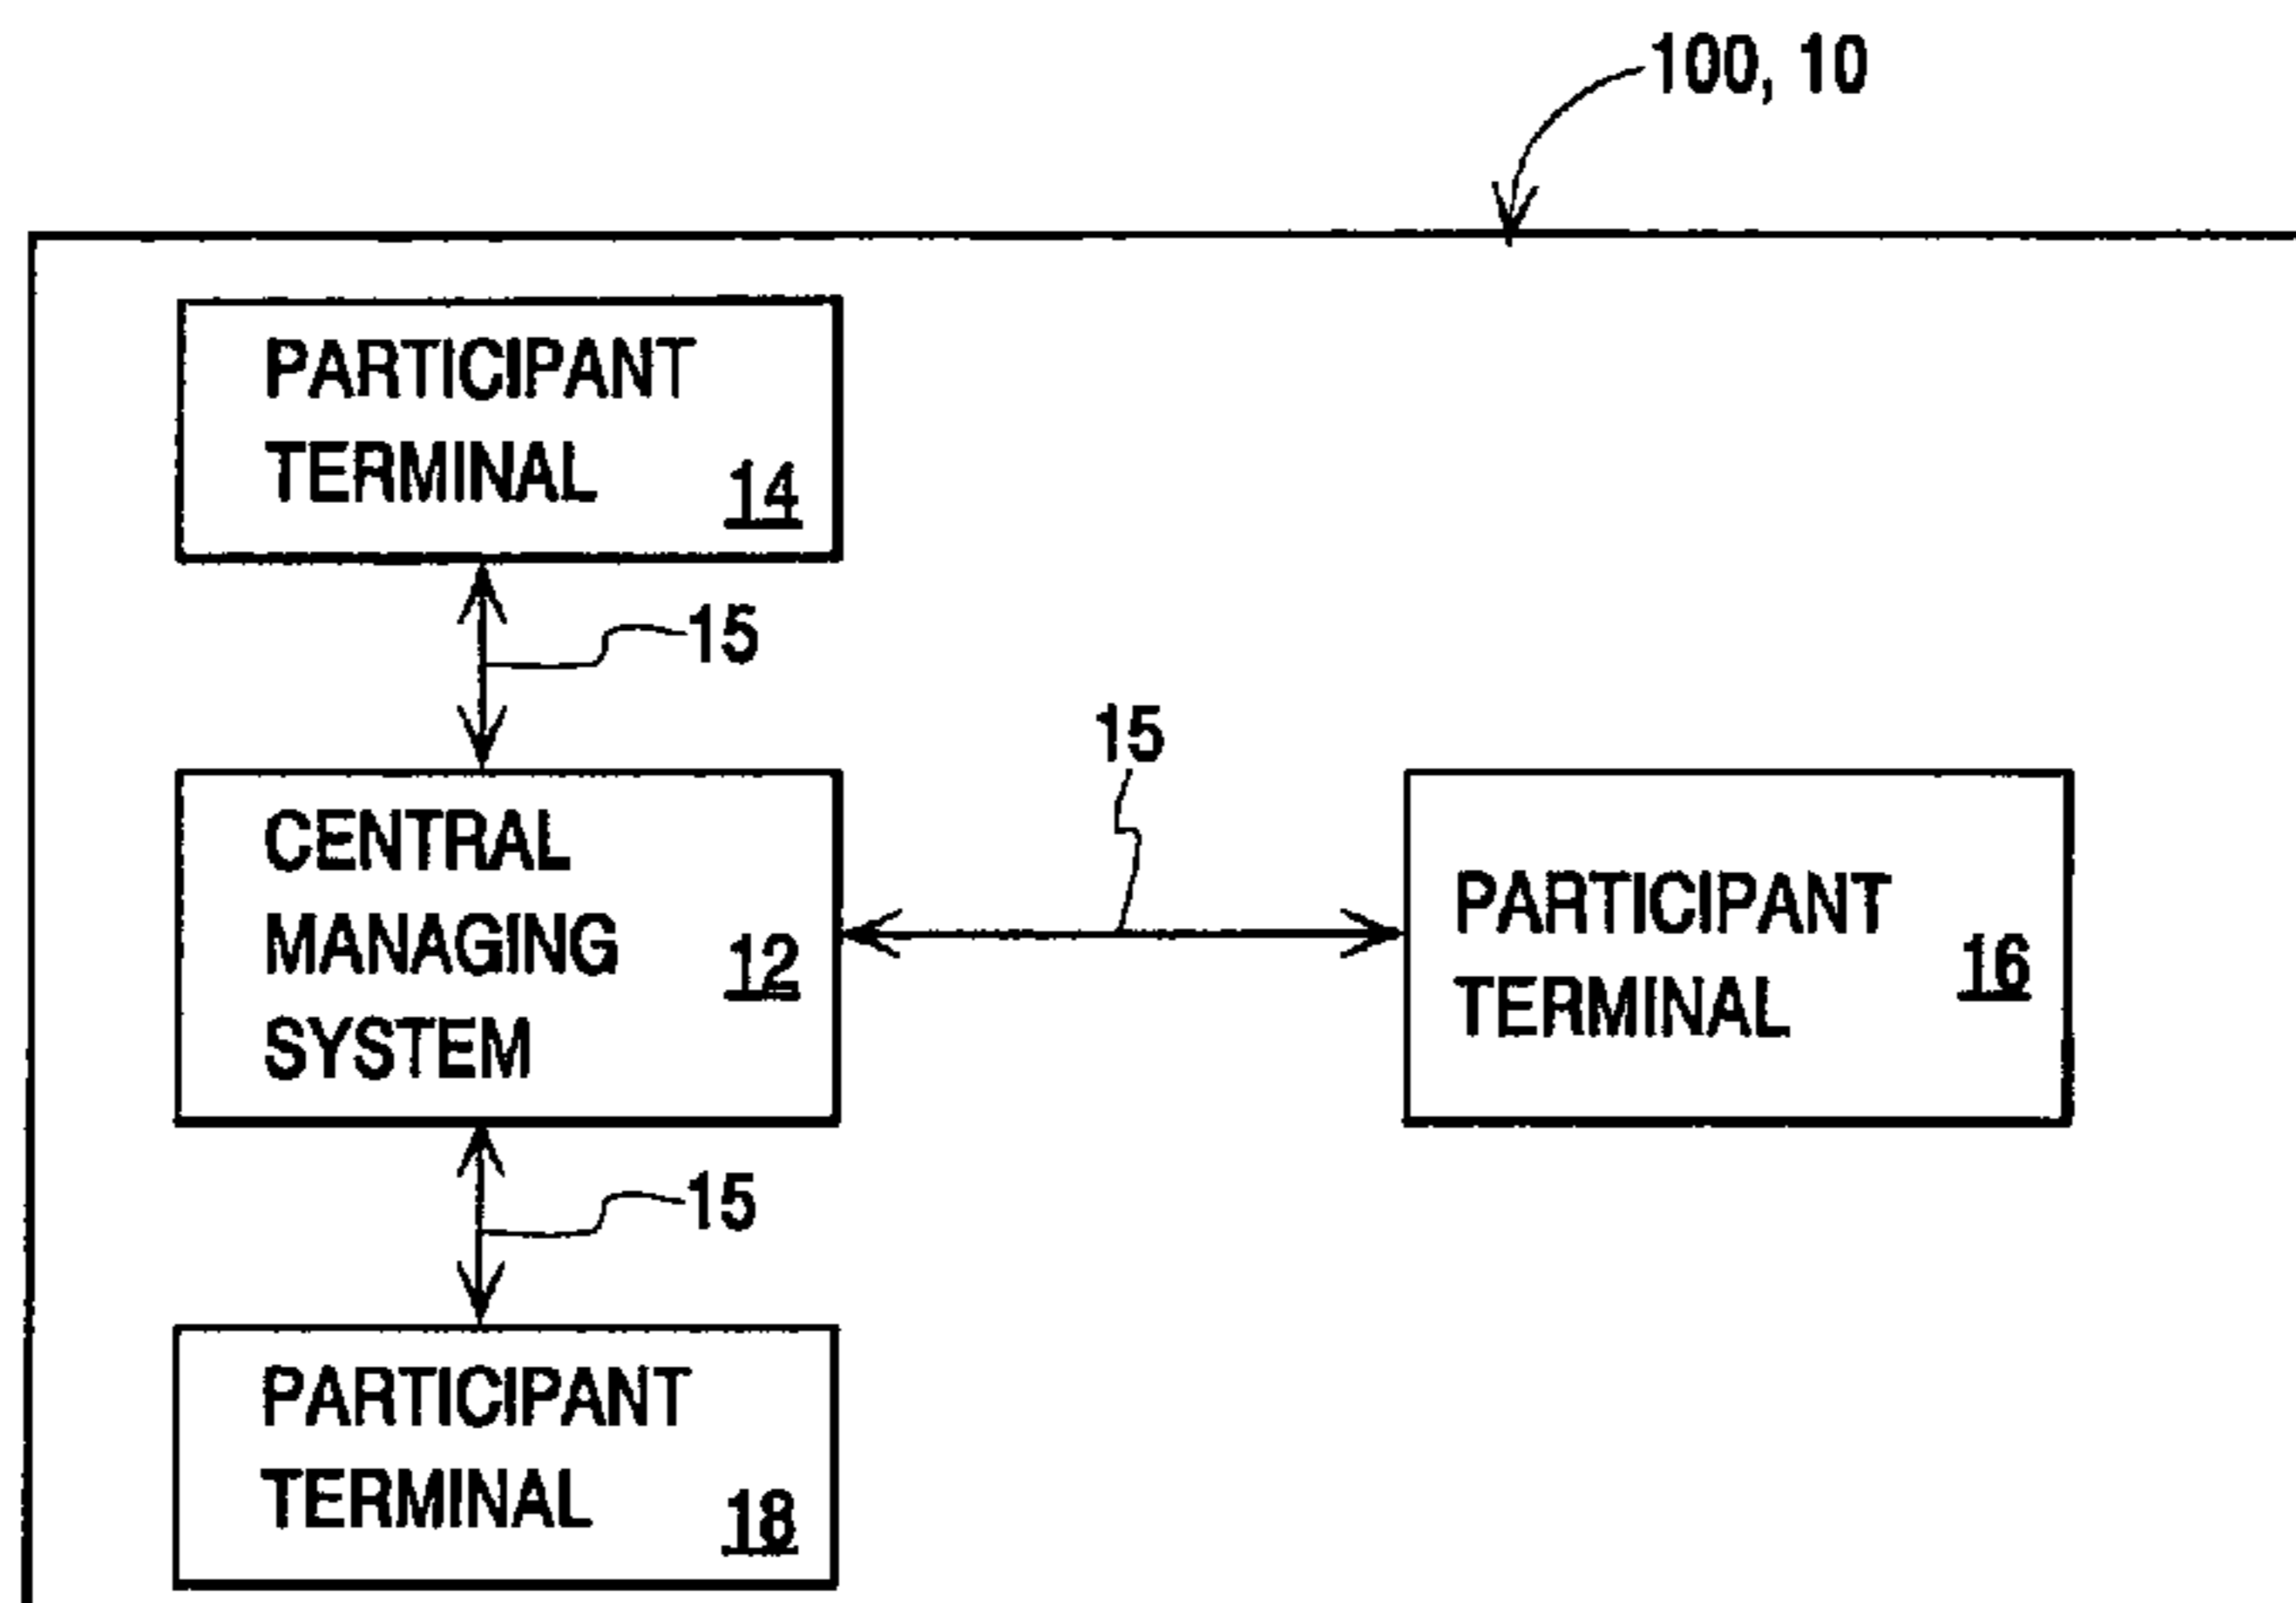 100, 10
PARTICIPANT
TERMINAL
14
15
15
CENTRAL
MANAGING
SYSTEM
12
PARTICIPANT
TERMINAL
16
15
PARTICIPANT
TERMINAL
18